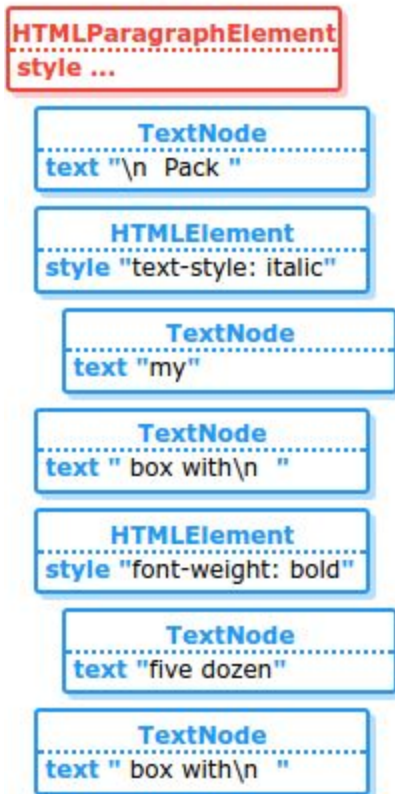 HTMLParagraphElement
style ...
TextNode
text "\n  Pack "
HTMLElement
style "text-style: italic"
TextNode
text "my"
TextNode
text " box with\n  "
HTMLElement
style "font-weight: bold"
TextNode
text "five dozen"
TextNode
text " box with\n  "